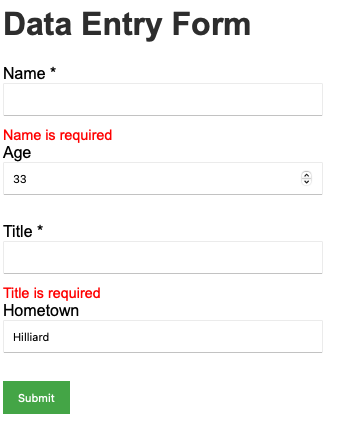 Data Entry Form
Name *
Name is required
Age
33
Title *
Title is required
Hometown
Hilliard
Submit